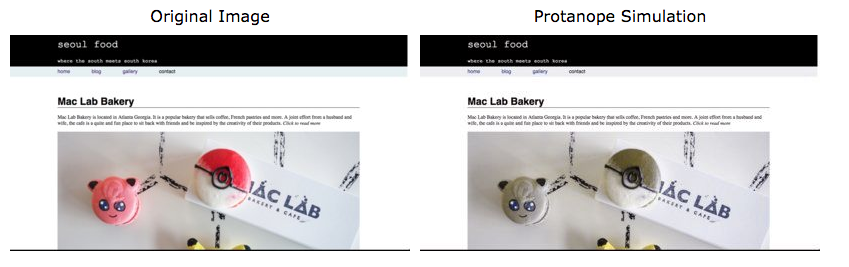 Original Image
Protanope Simulation
seoul food
where the south meets south korea
home blog gallery contact
Mac Lab Bakery
Mac Lab Bakery is located in Atlanta Georgia. It is a popular bakery that sells coffee, French pastries and more. A joint effort from a husband and
wife, the cafe is a quiet and fun place to sit back with friends and be inspired by the creativity of their products. Click to read more
MAC LAB
BAKERY & CAFE
seoul food
where the south meets south korea
home blog gallery contact
Mac Lab Bakery
Mac Lab Bakery is located in Atlanta Georgia. It is a popular bakery that sells coffee, French pastries and more. A joint effort from a husband and
wife, the cafe is a quiet and fun place to sit back with friends and be inspired by the creativity of their products. Click to read more
MAC LAB
BAKERY & CAFE